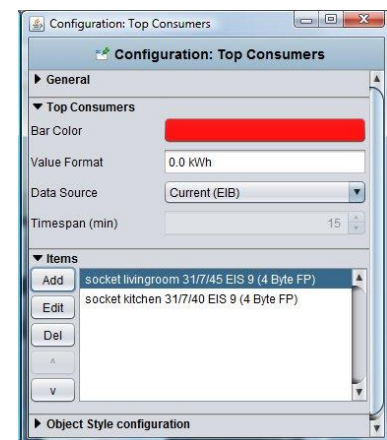 Configuration: Top Consumers
Configuration: Top Consumers
General
Top Consumers
Bar Color
Value Format 0.0 kWh
Data Source Current (EIB)
Timespan (min) 15
Items
Add socket livingroom 31/7/45 EIS 9 (4 Byte FP)
Edit socket kitchen 31/7/40 EIS 9 (4 Byte FP)
Del
^
v
Object Style configuration